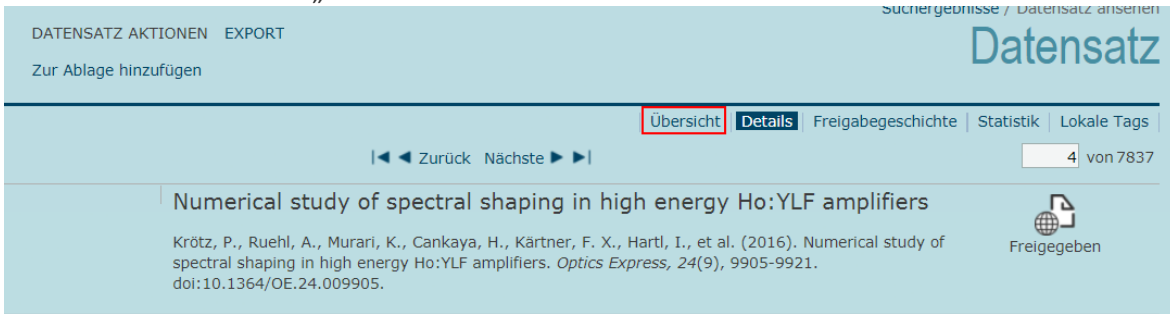 „
Suchergebnisse / Datensatz ansehen
DATENSATZ AKTIONEN EXPORT
Datensatz
Zur Ablage hinzufügen
Übersicht | Details | Freigabegeschichte | Statistik | Lokale Tags
Zurück Nächste
4 von 7837
Numerical study of spectral shaping in high energy Ho:YLF amplifiers
Krötz, P., Ruehl, A., Murari, K., Cankaya, H., Kärtner, F. X., Hartl, I., et al. (2016). Numerical study of
spectral shaping in high energy Ho:YLF amplifiers. Optics Express, 24(9), 9905-9921.
doi:10.1364/OE.24.009905.
Freigegeben